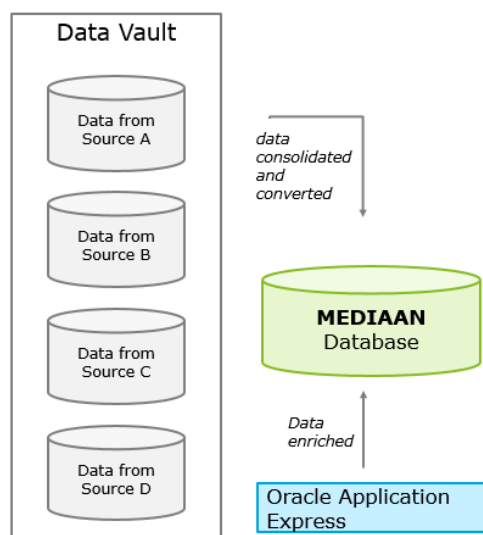 Data Vault
Data from
Source A
Data from
Source B
Data from
Source C
Data from
Source D
data
consolidated
and
converted
MEDIAAN
Database
Data
enriched
Oracle Application
Express